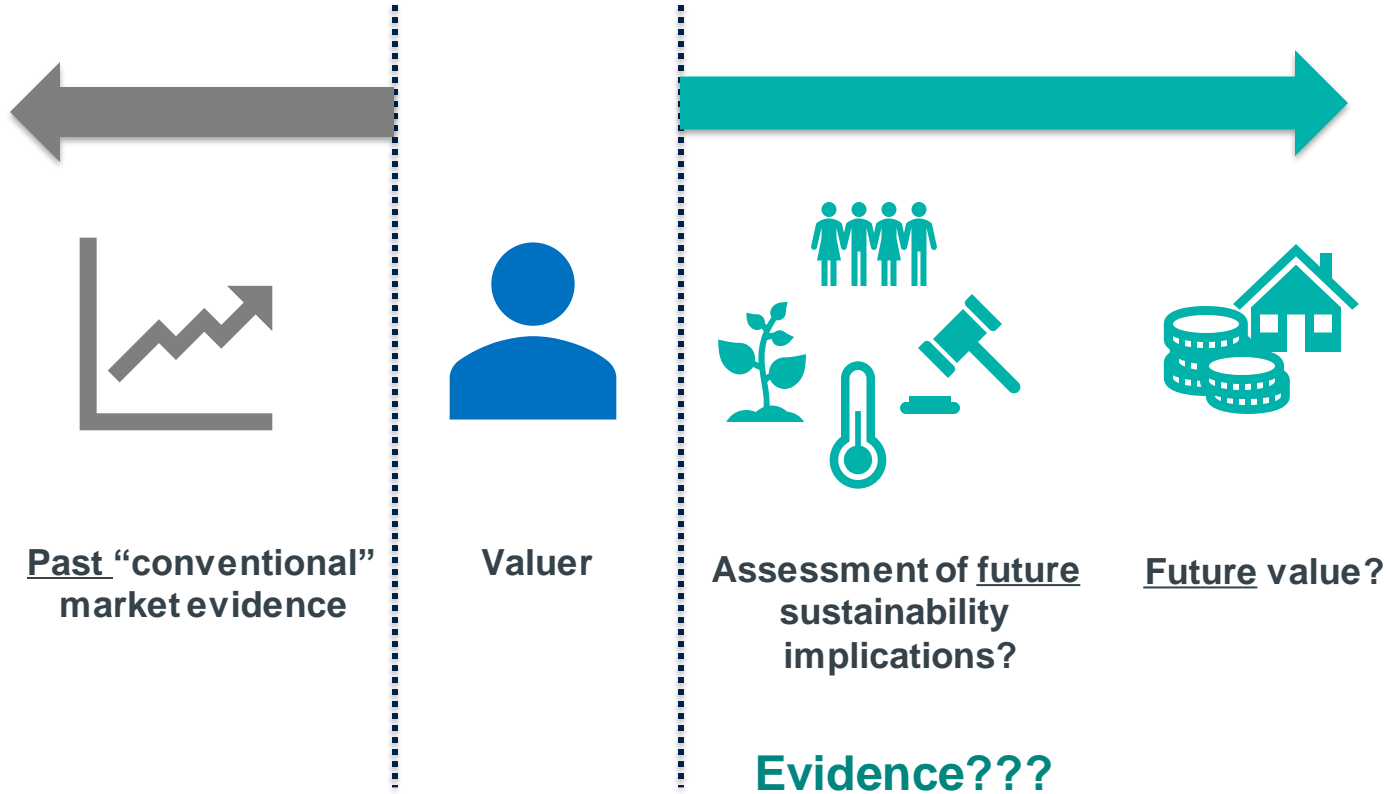 Past “conventional”
market evidence
Valuer
Assessment of future
sustainability
implications?
Future value?
Evidence???